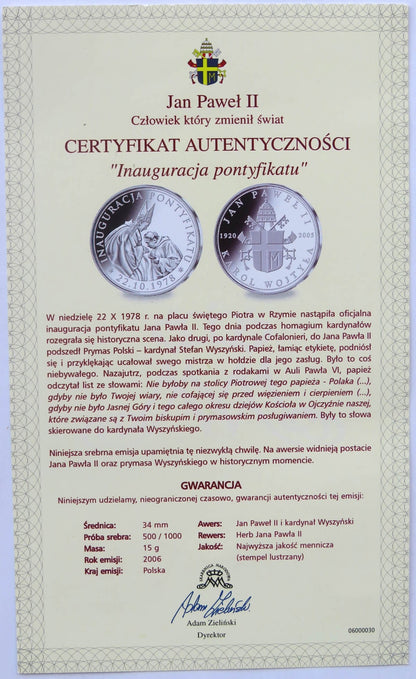 Jan Paweł II
Człowiek który zmienił świat
CERTYFIKAT AUTENTYCZNOŚCI
"Inauguracja pontyfikatu"
INAUGURACJA PONTYFIKATU
22.10.1978
JAN PAWEŁ II
1920 2005
KAROL WOJTYŁA
W niedzielę 22 X 1978 r. na placu świętego Piotra w Rzymie nastąpiła oficjalna
inauguracja pontyfikatu Jana Pawła II. Tego dnia podczas homagium kardynałów
rozegrała się historyczna scena. Jako drugi, po kardynale Cofalonieri, do Jana Pawła II
podszedł Prymas Polski – kardynał Stefan Wyszyński. Papież, łamiąc etykietę, podniósł
się i przyklękając ucałował swego mistrza w hołdzie dla jego zasług. Było to coś
niebywałego. Nazajutrz, podczas spotkania z rodakami w Auli Pawła VI, papież
odczytał list ze słowami: Nie byłoby na stolicy Piotrowej tego papieża - Polaka (...),
gdyby nie było Twojej wiary, nie cofającej się przed więzieniem i cierpieniem (...),
gdyby nie było Jasnej Góry i tego całego okresu dziejów Kościoła w Ojczyźnie naszej,
które związane są z Twoim biskupim i prymasowskim posługiwaniem. Były to słowa
skierowane do kardynała Wyszyńskiego.
Niniejsza srebrna emisja upamiętnia tę niezwykłą chwilę. Na awersie widnieją postacie
Jana Pawła II oraz prymasa Wyszyńskiego w historycznym momencie.
GWARANCJA
Niniejszym udzielamy, nieograniczonej czasowo, gwarancji autentyczności tej emisji:
Średnica: 34 mm Awers: Jan Paweł II i kardynał Wyszyński
Próba srebra: 500 / 1000 Rewers: Herb Jana Pawła II
Masa: 15 g Jakość: Najwyższa jakość mennicza
Rok emisji: 2006 (stempel lustrzany)
Kraj emisji: Polska
SKARBNICA NARODOWA
Adam Zieliński
Adam Zieliński
Dyrektor
06000030